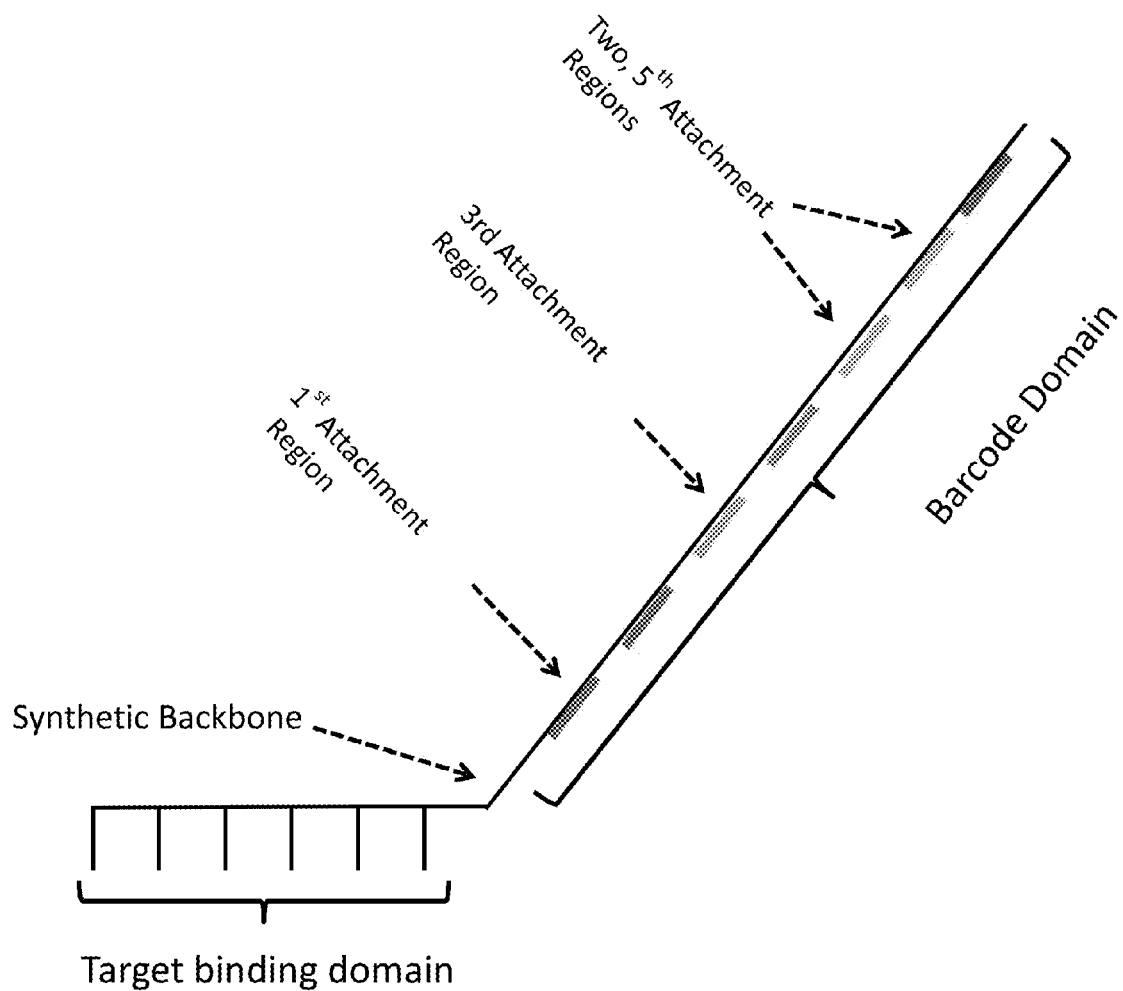 Two, 5th Attachment
Regions
3rd Attachment
Region
1st Attachment
Region
Barcode Domain
Synthetic Backbone
Target binding domain